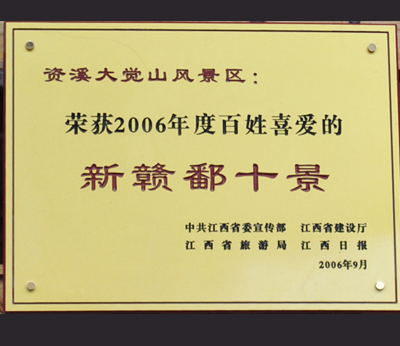 资溪大觉山风景区：
荣获2006年度百姓喜爱的
新赣鄱十景
中共江西省委宣传部 江西省建设厅
江西省旅游局 江西日报
2006年9月